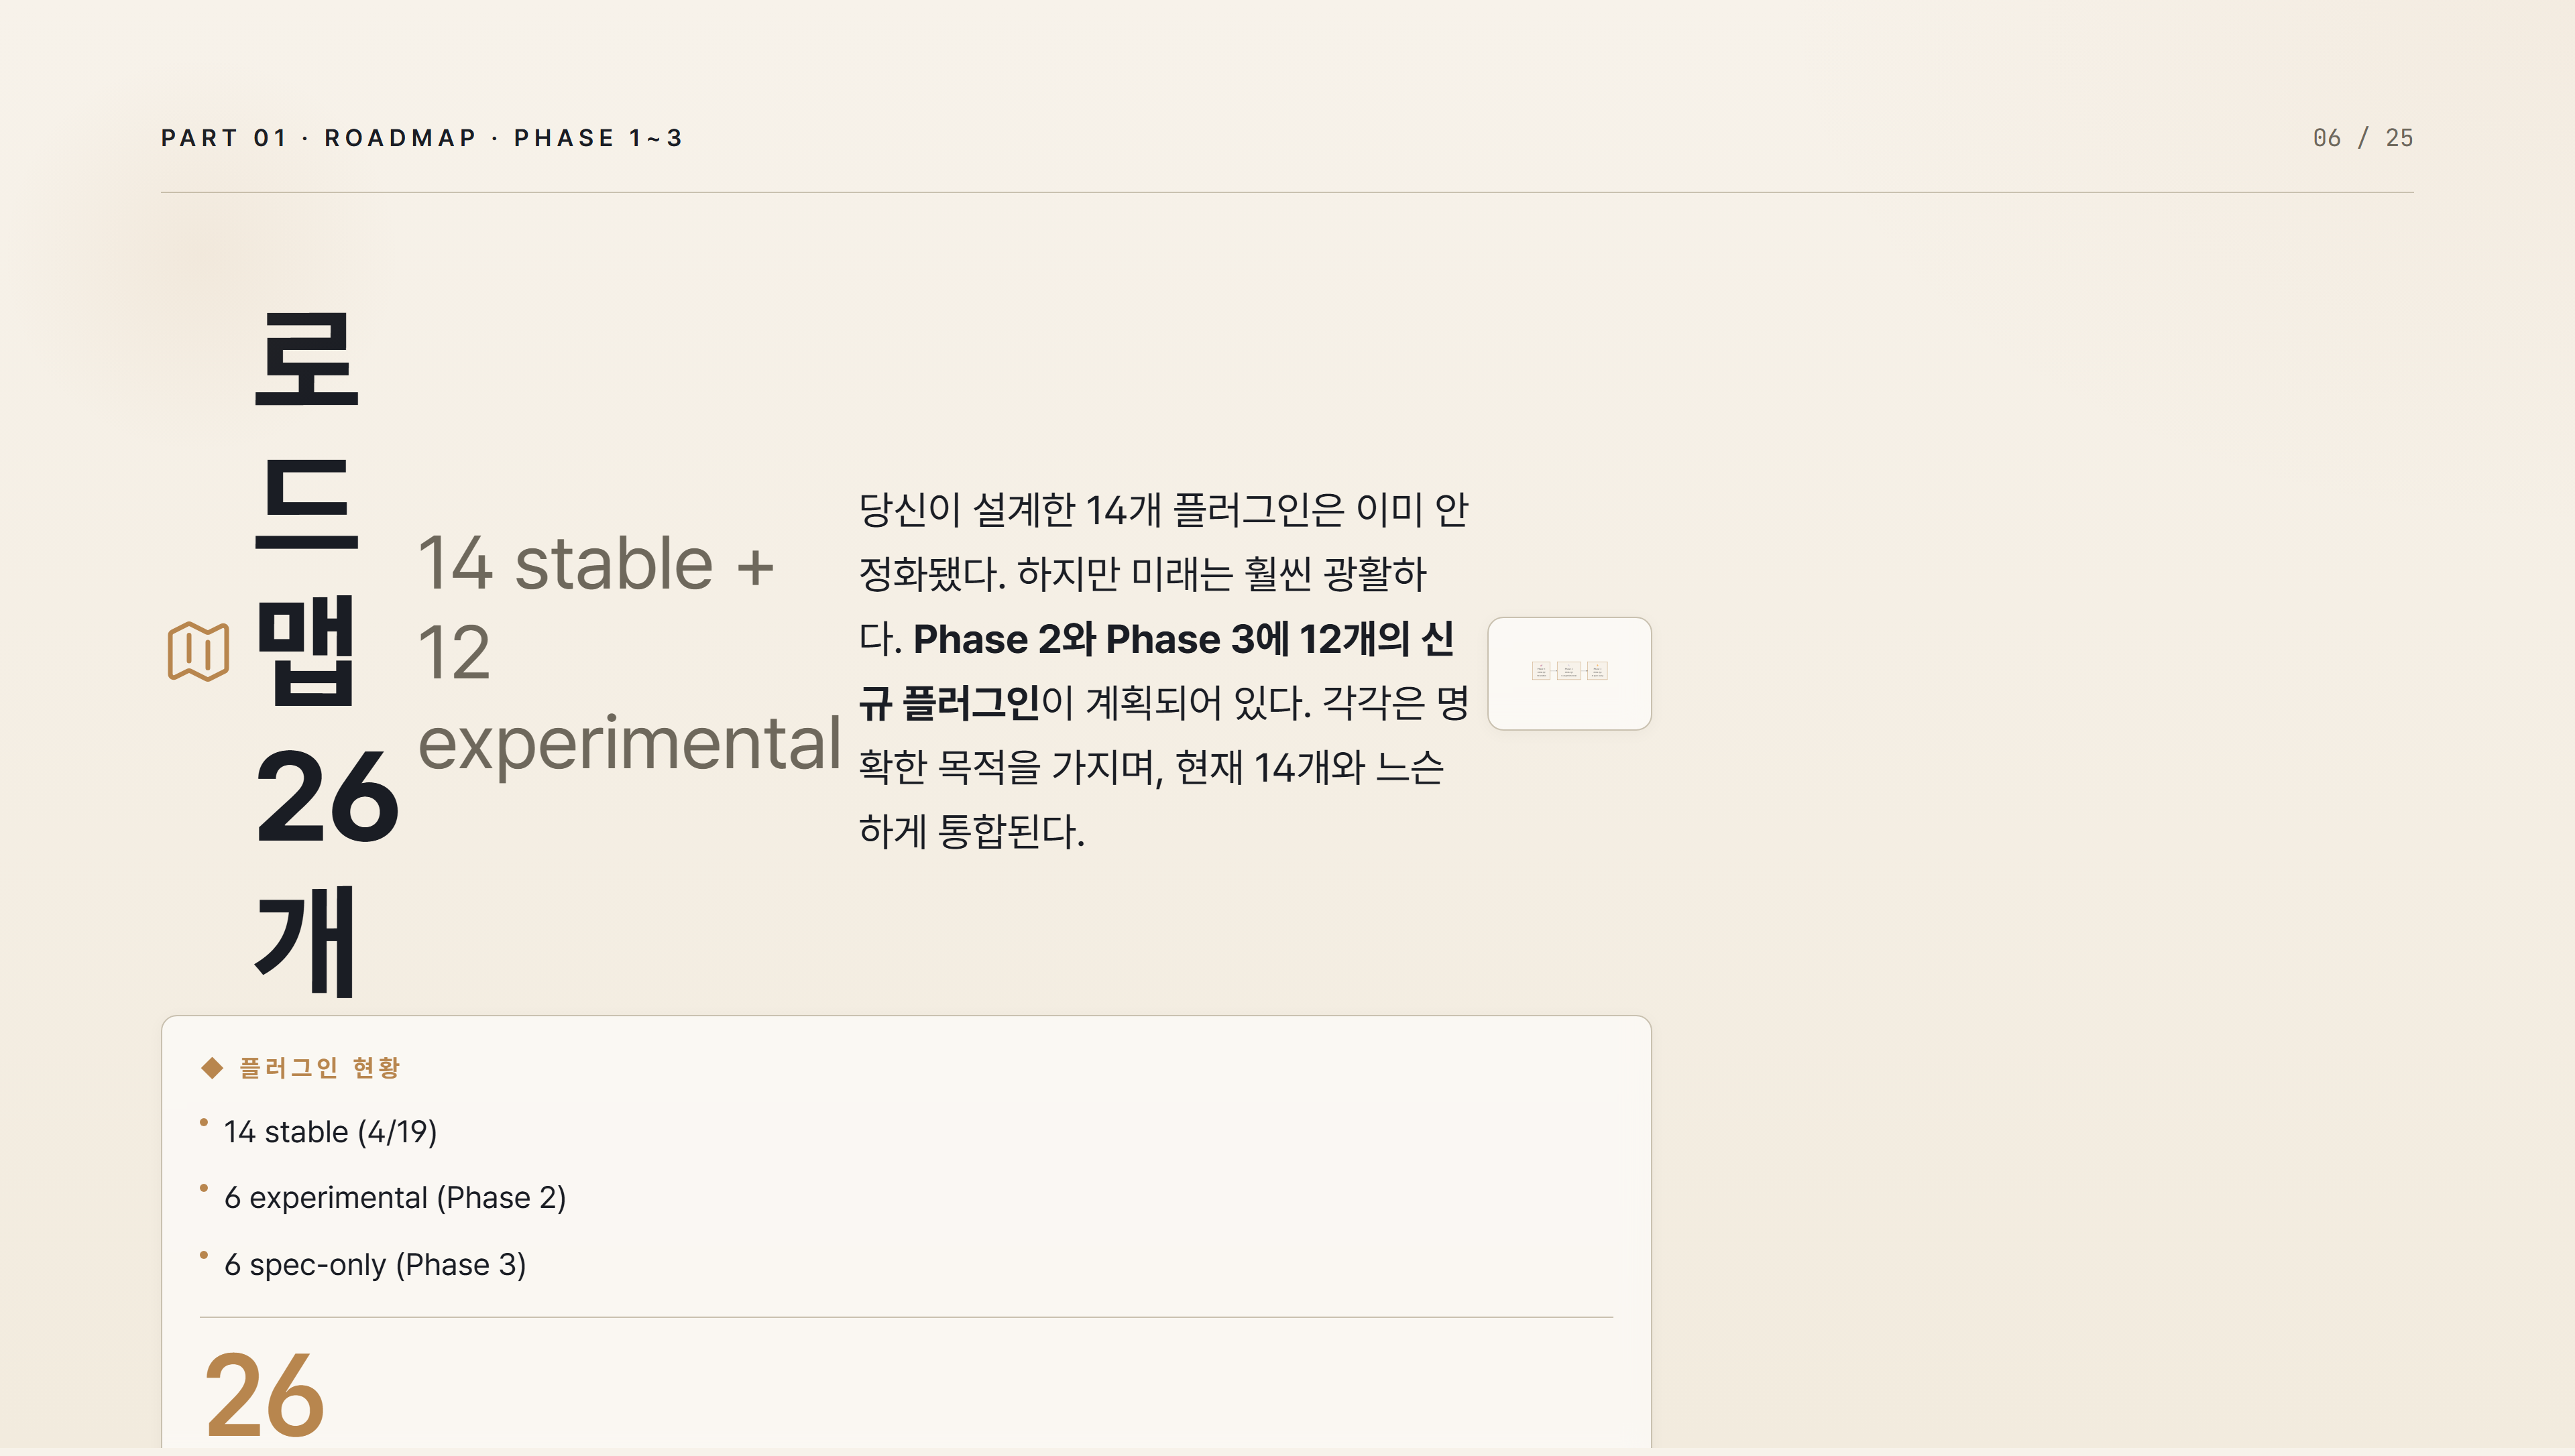 PART 01 · ROADMAP · PHASE 1~3
06 / 25
로
드
맵
26
개
14 stable +
12
experimental
당신이 설계한 14개 플러그인은 이미 안
정화됐다. 하지만 미래는 훨씬 광활하
다. Phase 2와 Phase 3에 12개의 신
규 플러그인이 계획되어 있다. 각각은 명
확한 목적을 가지며, 현재 14개와 느슨
하게 통합된다.
◆ 플러그인 현황
• 14 stable (4/19)
• 6 experimental (Phase 2)
• 6 spec-only (Phase 3)
26